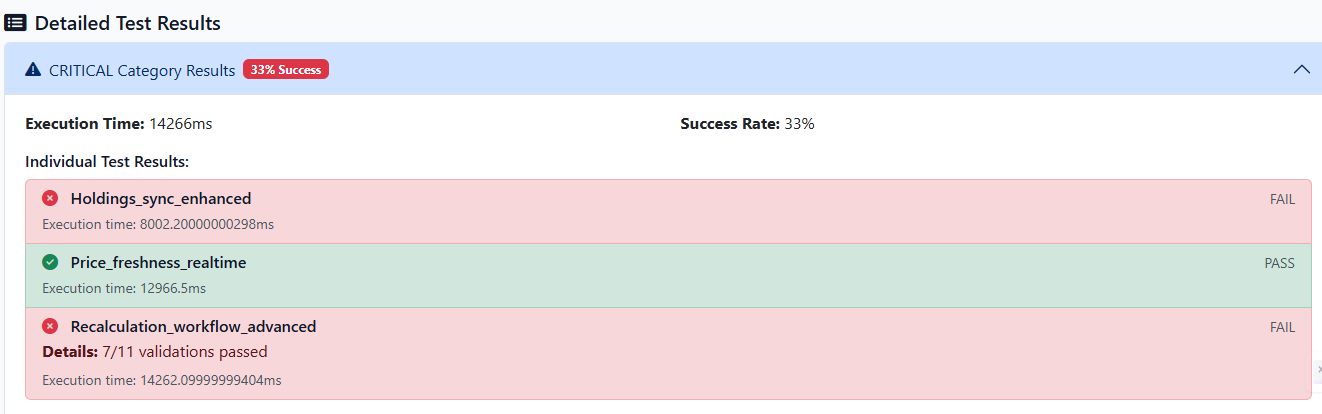 Detailed Test Results
CRITICAL Category Results 33% Success
Execution Time: 14266ms Success Rate: 33%
Individual Test Results:
Holdings_sync_enhanced FAIL
Execution time: 8002.20000000298ms
Price_freshness_realtime PASS
Execution time: 12966.5ms
Recalculation_workflow_advanced FAIL
Details: 7/11 validations passed
Execution time: 14262.09999999404ms